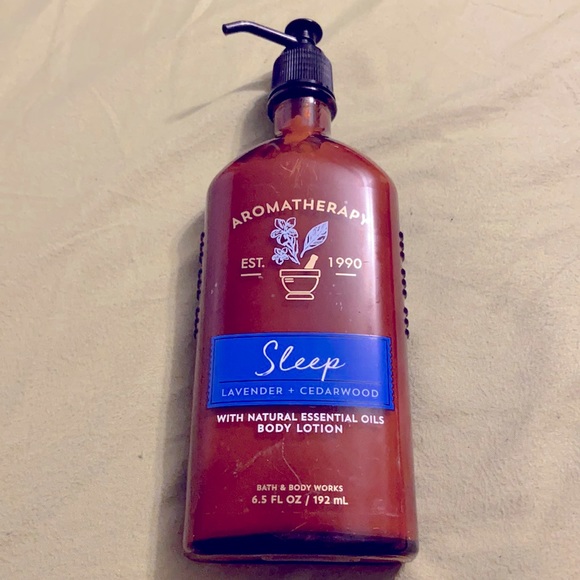 AROMATHERAPY
EST. 1990
Sleep
LAVENDER + CEDARWOOD
WITH NATURAL ESSENTIAL OILS
BODY LOTION
BATH & BODY WORKS
6.5 FL OZ / 192 mL